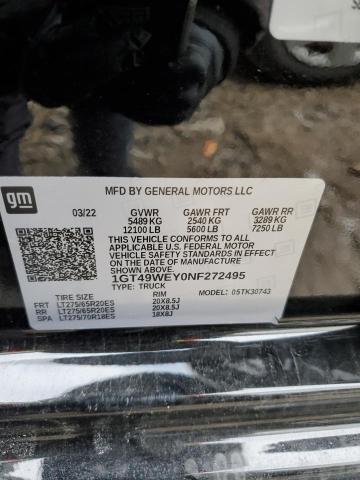 gm
MFD BY GENERAL MOTORS LLC
03/22 GVWR GAWR FRT GAWR RR
5489 KG 2540 KG 3289 KG
12100 LB 5600 LB 7250 LB
THIS VEHICLE CONFORMS TO ALL
APPLICABLE U.S. FEDERAL MOTOR
VEHICLE SAFETY STANDARDS IN EFFECT
ON THE DATE OF MANUFACTURE SHOWN ABOVE.
1GT49WEY0NF272495
TYPE: TRUCK MODEL: 05TK30743
TIRE SIZE RIM
FRT LT275/65R20ES 20X8.5J
RR LT275/65R20ES 20X8.5J
SPA LT275/70R18ES 18X8J